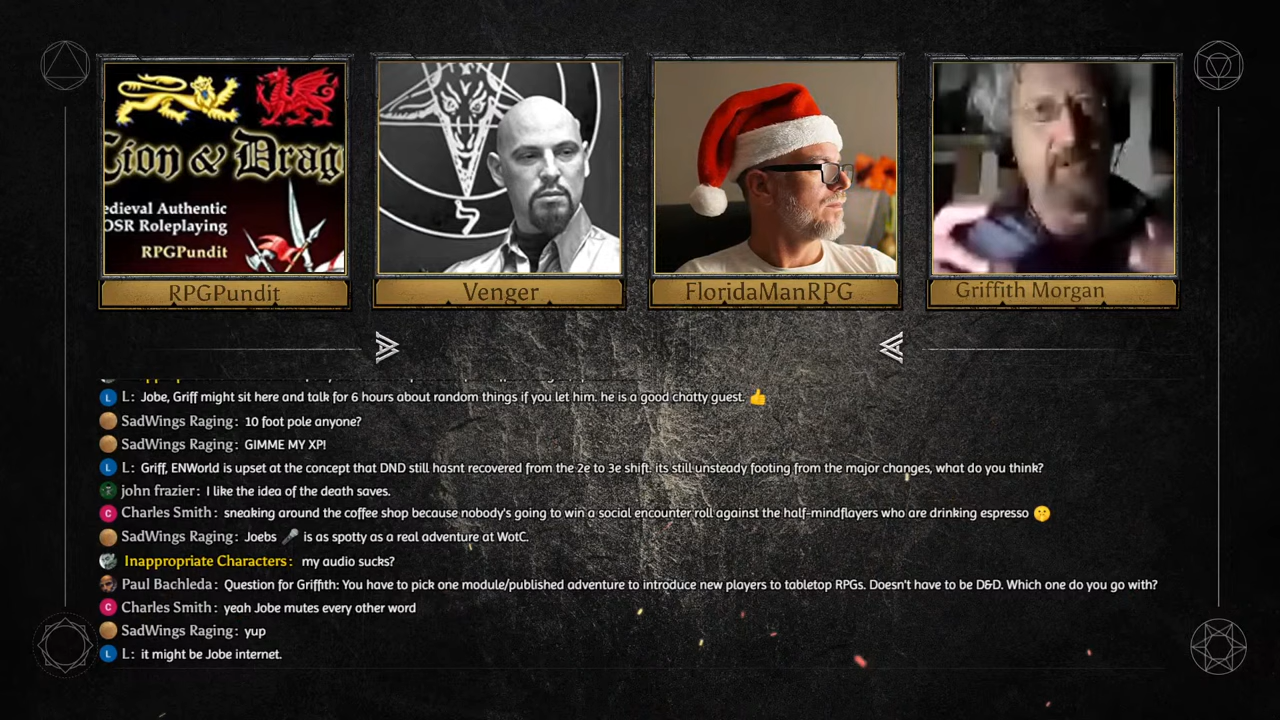 Lion & Drag
edieval Authentic
OSR Roleplaying
RPGPundit
RPGPundit
Venger
FloridaManRPG
Griffith Morgan
L: Jobe, Griff might sit here and talk for 6 hours about random things if you let him. he is a good chatty guest. 👍
SadWings Raging: 10 foot pole anyone?
SadWings Raging: GIMME MY XP!
L: Griff, ENWorld is upset at the concept that DND still hasnt recovered from the 2e to 3e shift. its still unsteady footing from the major changes, what do you think?
john frazier: I like the idea of the death saves.
Charles Smith: sneaking around the coffee shop because nobody's going to win a social encounter roll against the half-mindflayers who are drinking espresso 🤫
SadWings Raging: Joebs 🎤 is as spotty as a real adventure at WotC.
Inappropriate Characters: my audio sucks?
Paul Bachleda: Question for Griffith: You have to pick one module/published adventure to introduce new players to tabletop RPGs. Doesn't have to be D&D. Which one do you go with?
Charles Smith: yeah Jobe mutes every other word
SadWings Raging: yup
L: it might be Jobe internet.